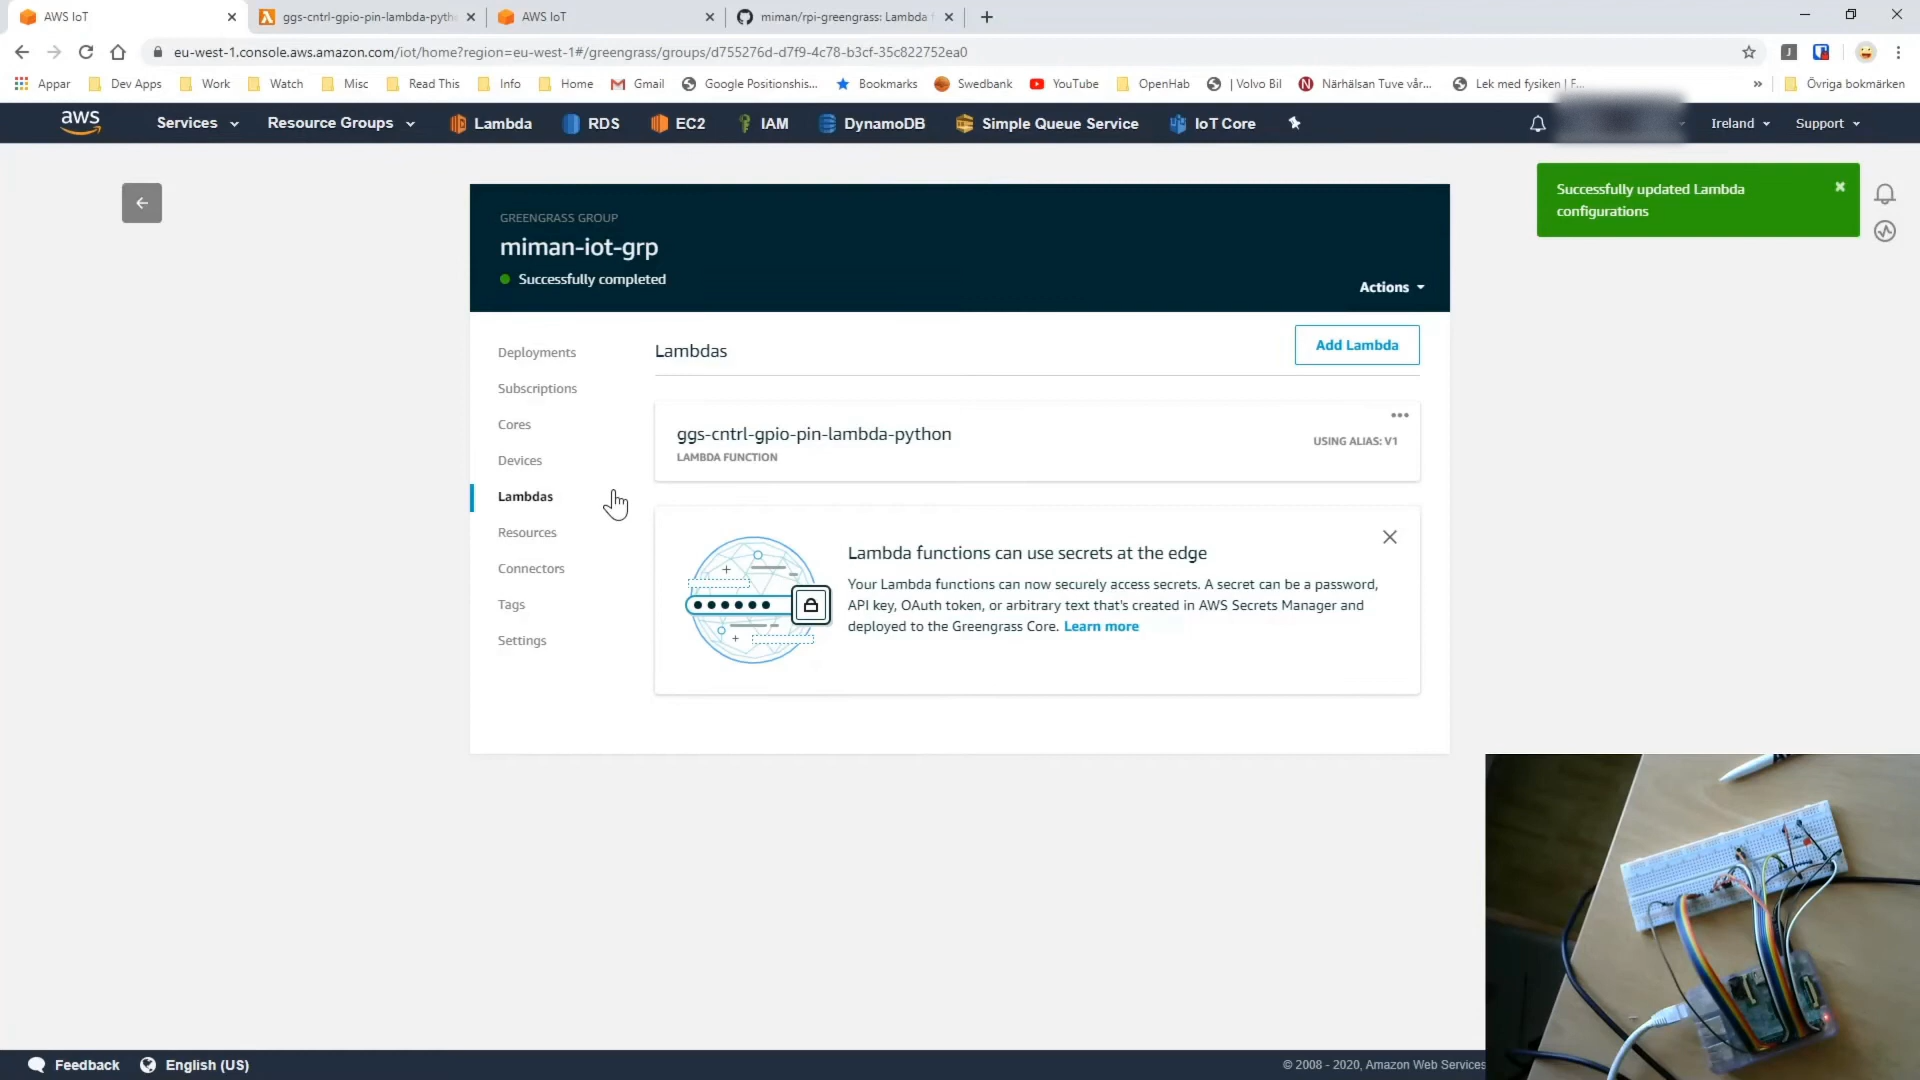 AWS IoT
ggs-cntrl-gpio-pin-lambda-pyth
AWS IoT
miman/rpi-greengrass: Lambda
eu-west-1.console.aws.amazon.com/iot/home?region=eu-west-1#/greengrass/groups/d755276d-d7f9-4c78-b3cf-35c822752ea0
Appar
Dev Apps
Work
Watch
Misc
Read This
Info
Home
Gmail
Google Positionshis...
Bookmarks
Swedbank
YouTube
OpenHab
| Volvo Bil
Närhälsan Tuve vår...
Lek med fysiken | F...
»
Övriga bokmärken
aws
Services
Resource Groups
Lambda
RDS
EC2
IAM
DynamoDB
Simple Queue Service
IoT Core
Ireland
Support
Successfully updated Lambda
configurations
GREENGRASS GROUP
miman-iot-grp
Successfully completed
Actions
Deployments
Subscriptions
Cores
Devices
Lambdas
Resources
Connectors
Tags
Settings
Lambdas
Add Lambda
ggs-cntrl-gpio-pin-lambda-python
LAMBDA FUNCTION
USING ALIAS: V1
Lambda functions can use secrets at the edge
Your Lambda functions can now securely access secrets. A secret can be a password,
API key, OAuth token, or arbitrary text that's created in AWS Secrets Manager and
deployed to the Greengrass Core. Learn more
Feedback
English (US)
© 2008 - 2020, Amazon Web Services